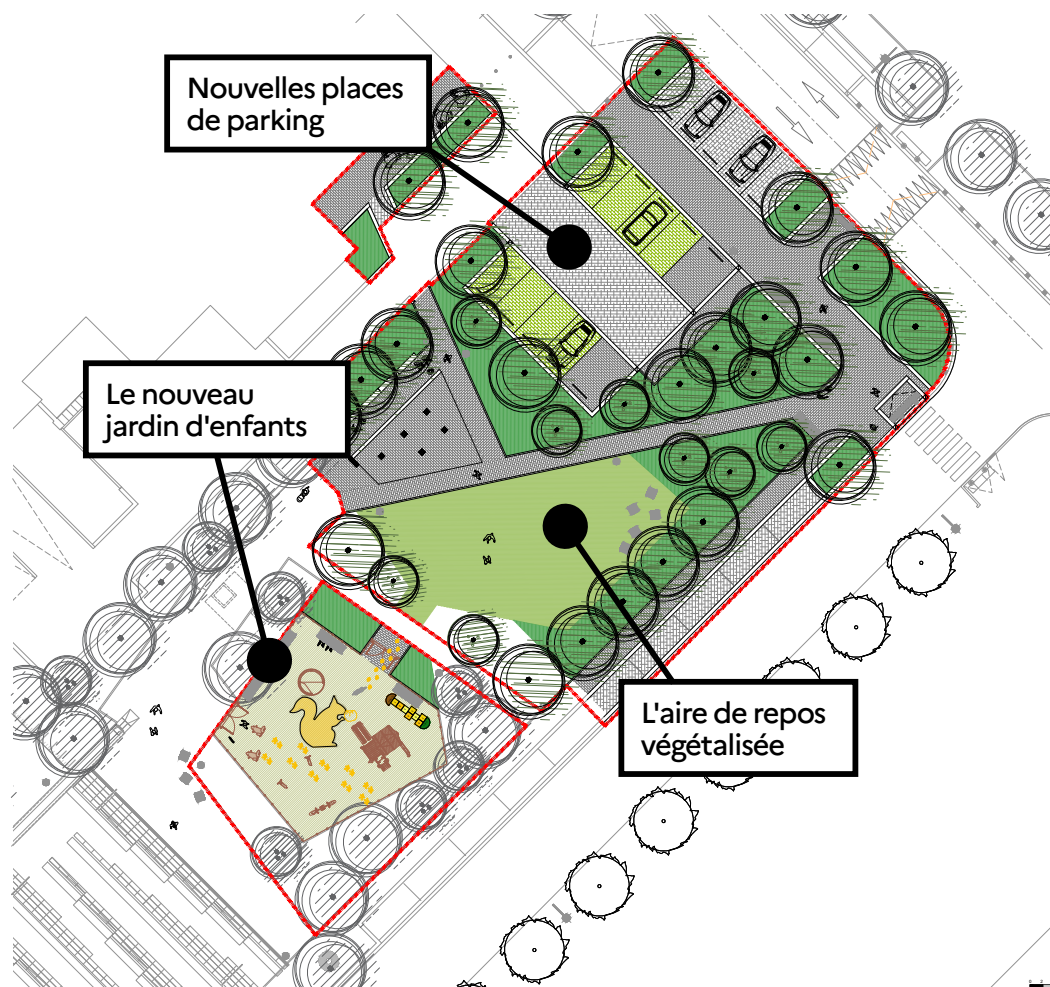 Nouvelles places
de parking
Le nouveau
jardin d'enfants
L'aire de repos
végétalisée